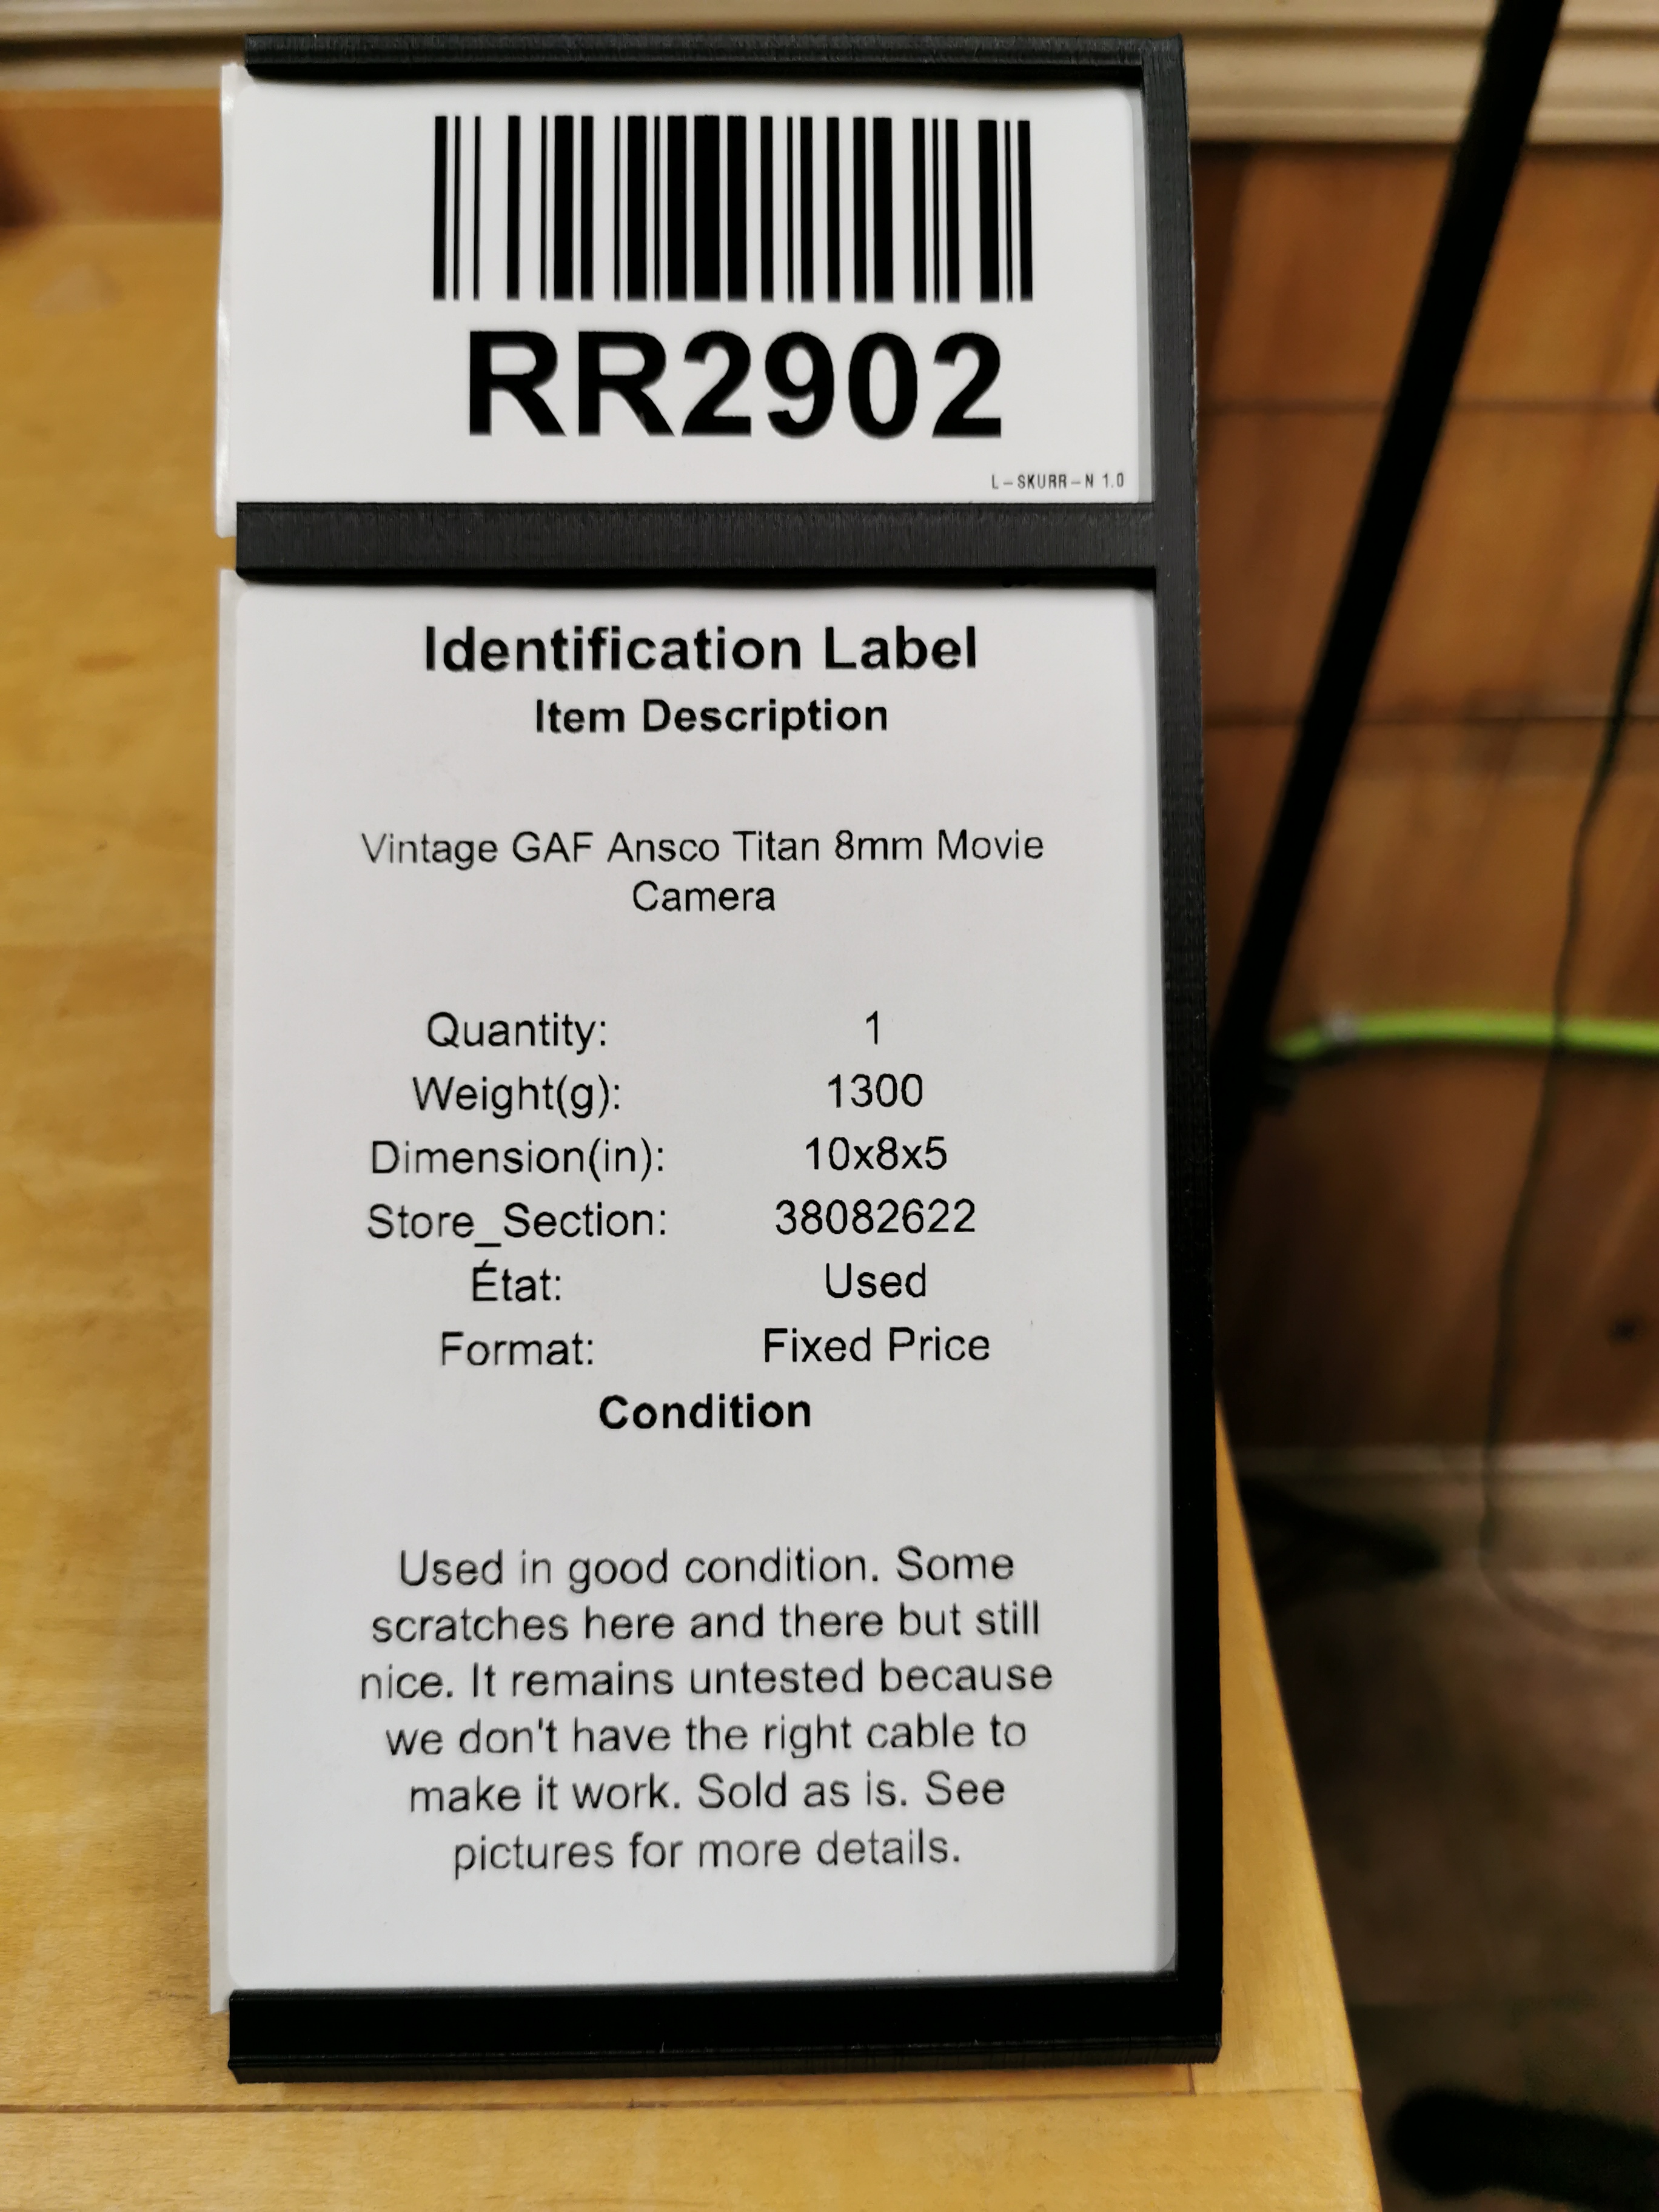 RR2902
L-SKURR-N 1.0
Identification Label
Item Description
Vintage GAF Ansco Titan 8mm Movie
Camera
Quantity: 1
Weight(g): 1300
Dimension(in): 10x8x5
Store_Section: 38082622
État: Used
Format: Fixed Price
Condition
Used in good condition. Some
scratches here and there but still
nice. It remains untested because
we don't have the right cable to
make it work. Sold as is. See
pictures for more details.